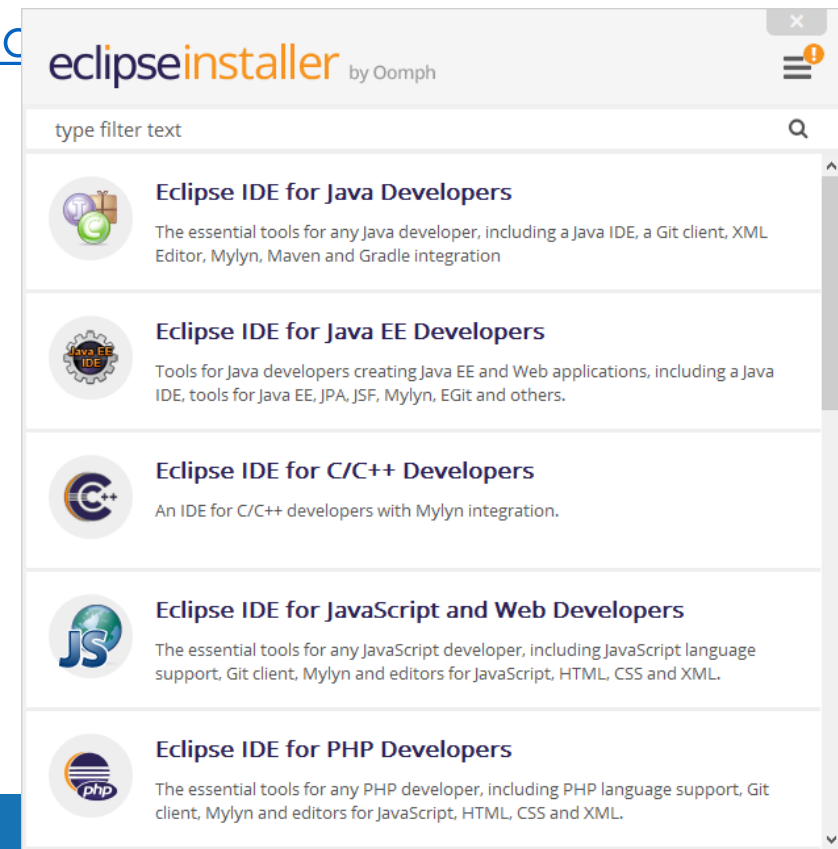 eclipseinstaller by Oomph
type filter text
Eclipse IDE for Java Developers
The essential tools for any Java developer, including a Java IDE, a Git client, XML
Editor, Mylyn, Maven and Gradle integration
Java EE
IDE
Eclipse IDE for Java EE Developers
Tools for Java developers creating Java EE and Web applications, including a Java
IDE, tools for Java EE, JPA, JSF, Mylyn, EGit and others.
C++
Eclipse IDE for C/C++ Developers
An IDE for C/C++ developers with Mylyn integration.
JS
Eclipse IDE for JavaScript and Web Developers
The essential tools for any JavaScript developer, including JavaScript language
support, Git client, Mylyn and editors for JavaScript, HTML, CSS and XML.
php
Eclipse IDE for PHP Developers
The essential tools for any PHP developer, including PHP language support, Git
client, Mylyn and editors for JavaScript, HTML, CSS and XML.